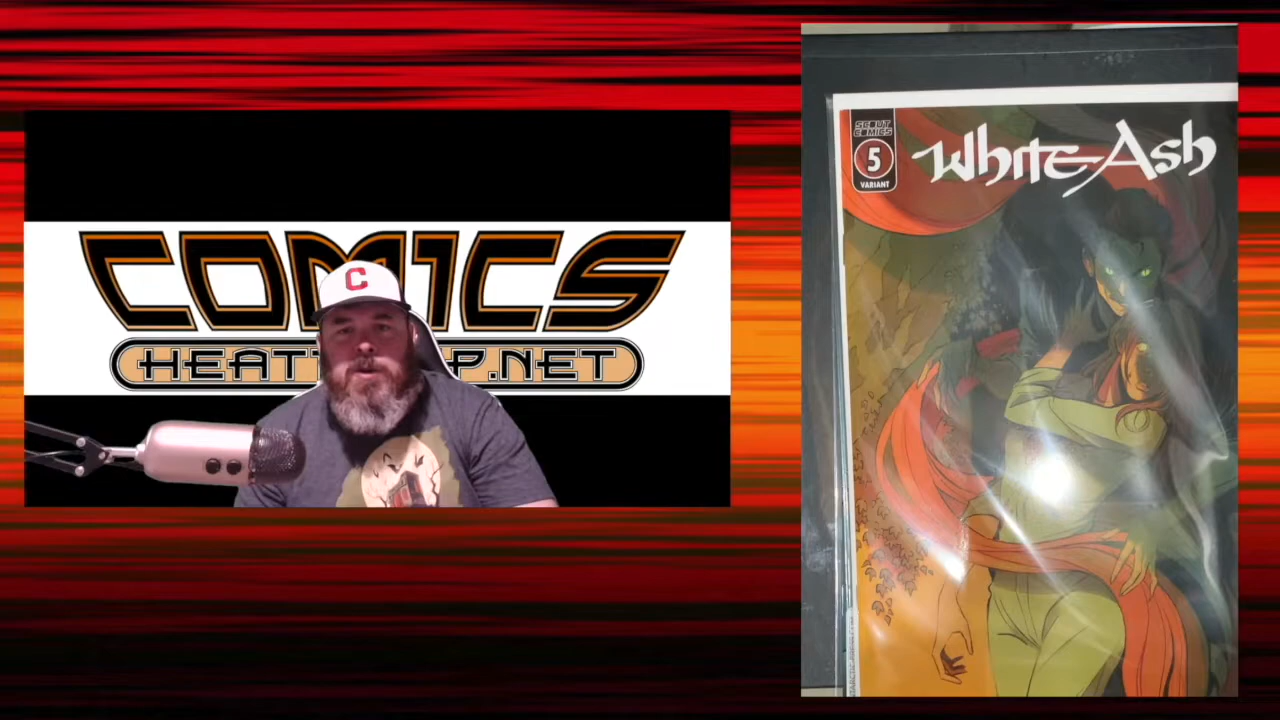 COMICS
HEAT P.NET
C
SCOUT
COMICS
5
VARIANT
White Ash